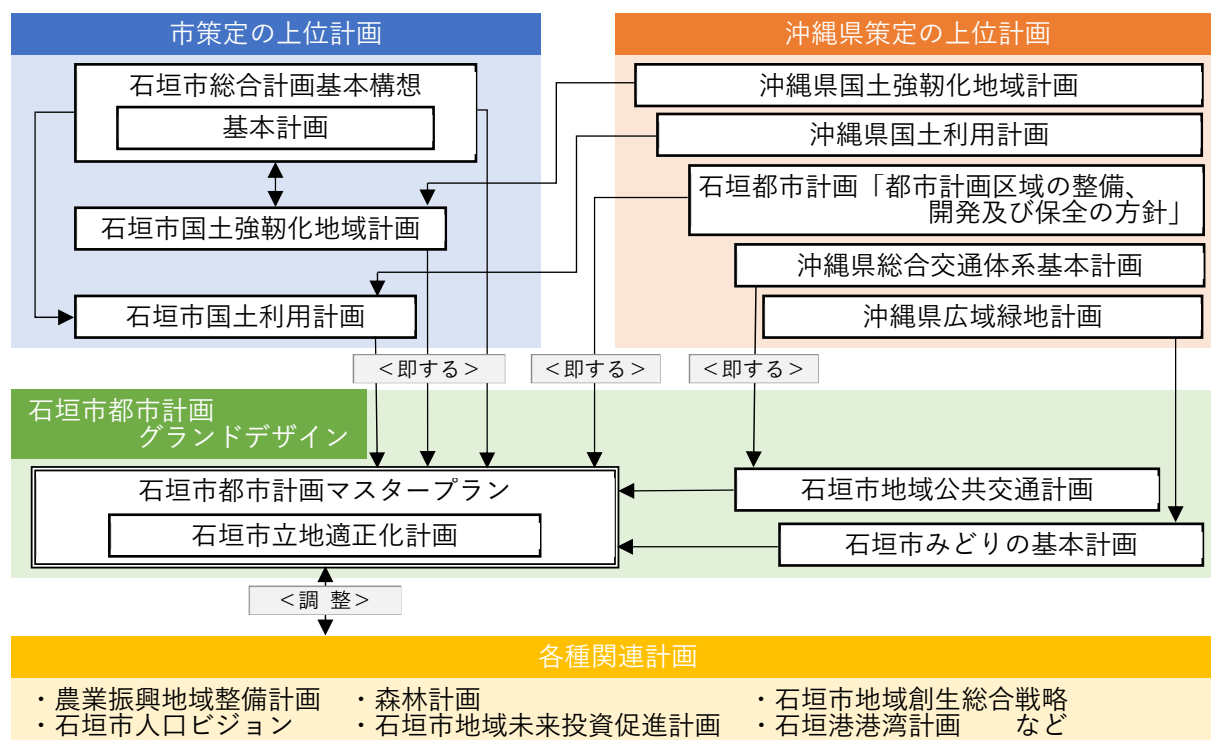 市策定の上位計画
石垣市総合計画基本構想
基本計画
石垣市国土強靭化地域計画
石垣市国土利用計画
沖縄県策定の上位計画
沖縄県国土強靭化地域計画
沖縄県国土利用計画
石垣都市計画「都市計画区域の整備、
開発及び保全の方針」
沖縄県総合交通体系基本計画
沖縄県広域緑地計画
＜即する＞
＜即する＞
＜即する＞
石垣市都市計画
グランドデザイン
石垣市都市計画マスタープラン
石垣市立地適正化計画
石垣市地域公共交通計画
石垣市みどりの基本計画
＜調 整＞
各種関連計画
・農業振興地域整備計画 ・森林計画 ・石垣市地域創生総合戦略
・石垣市人口ビジョン ・石垣市地域未来投資促進計画 ・石垣港港湾計画 など